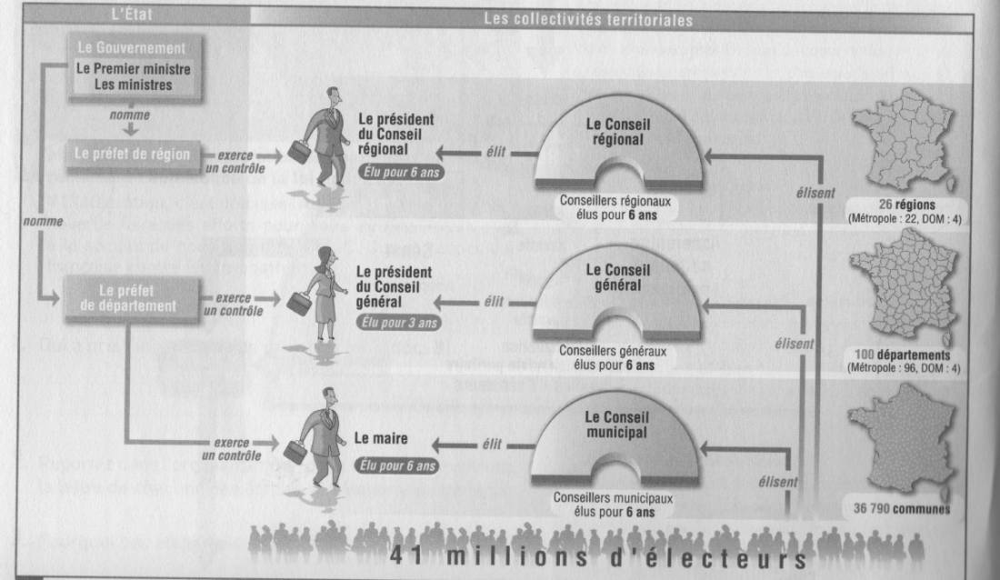 L'État
Les collectivités territoriales
Le Gouvernement
Le Premier ministre
Les ministres
nomme
Le préfet de région
exerce
un contrôle
Le président
du Conseil
régional
Élu pour 6 ans
élit
Le Conseil
régional
Conseillers régionaux
élus pour 6 ans
élisent
26 régions
(Métropole : 22, DOM : 4)
nomme
Le préfet
de département
exerce
un contrôle
Le président
du Conseil
général
Élu pour 3 ans
élit
Le Conseil
général
Conseillers généraux
élus pour 6 ans
élisent
100 départements
(Métropole : 96, DOM : 4)
exerce
un contrôle
Le maire
Élu pour 6 ans
élit
Le Conseil
municipal
Conseillers municipaux
élus pour 6 ans
élisent
36 790 communes
41 millions d'électeurs